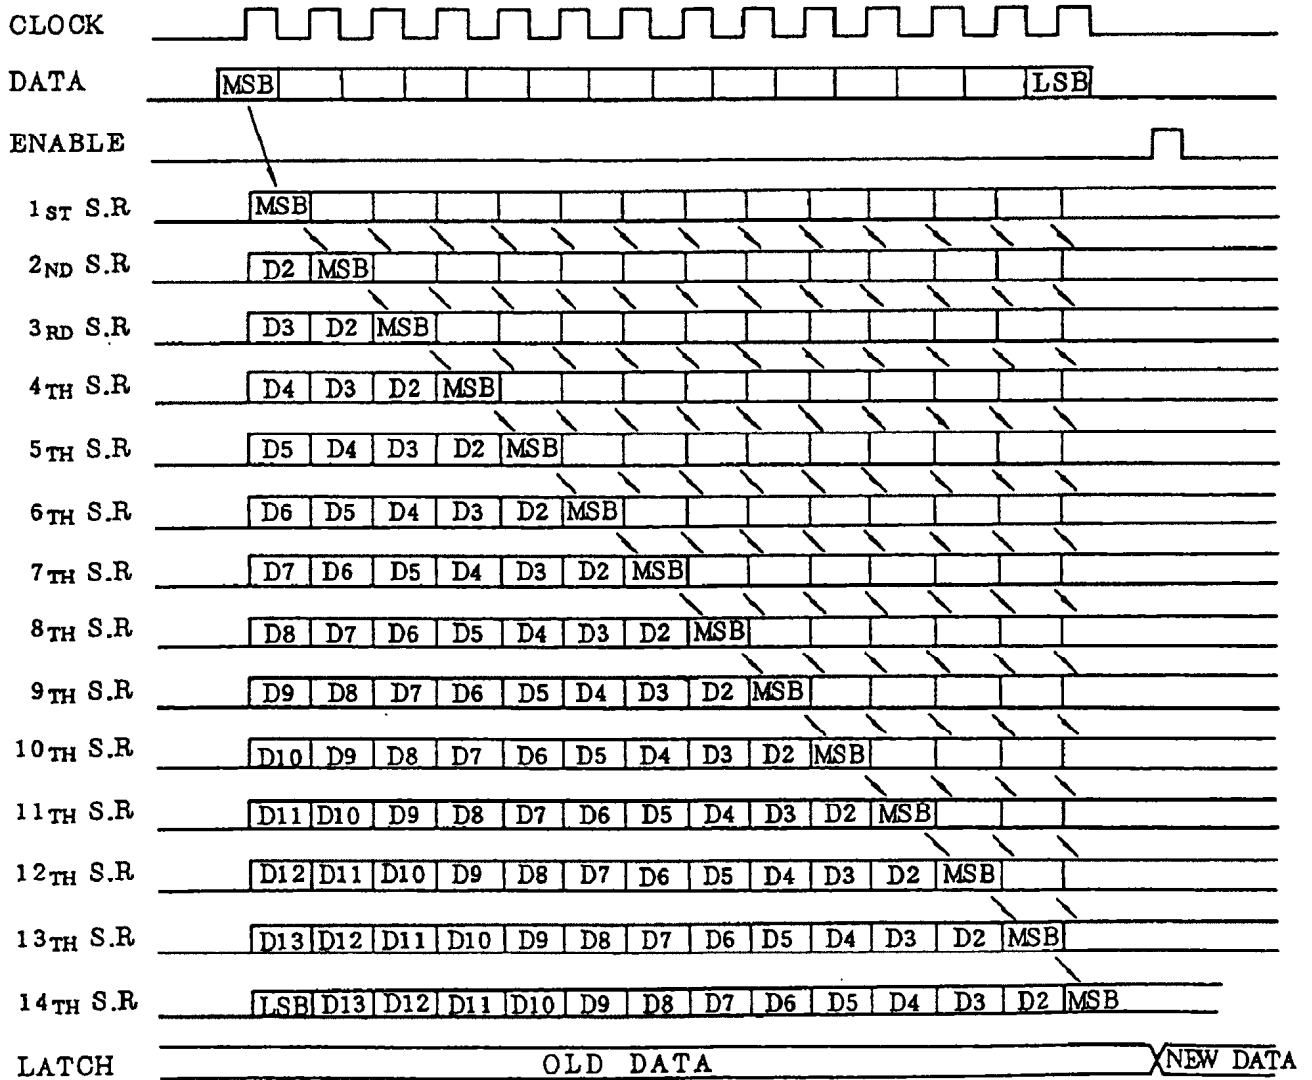 CLOCK
DATA MSB LSB
ENABLE
1ST S.R MSB
2ND S.R D2 MSB
3RD S.R D3 D2 MSB
4TH S.R D4 D3 D2 MSB
5TH S.R D5 D4 D3 D2 MSB
6TH S.R D6 D5 D4 D3 D2 MSB
7TH S.R D7 D6 D5 D4 D3 D2 MSB
8TH S.R D8 D7 D6 D5 D4 D3 D2 MSB
9TH S.R D9 D8 D7 D6 D5 D4 D3 D2 MSB
10TH S.R D10 D9 D8 D7 D6 D5 D4 D3 D2 MSB
11TH S.R D11 D10 D9 D8 D7 D6 D5 D4 D3 D2 MSB
12TH S.R D12 D11 D10 D9 D8 D7 D6 D5 D4 D3 D2 MSB
13TH S.R D13 D12 D11 D10 D9 D8 D7 D6 D5 D4 D3 D2 MSB
14TH S.R LSB D13 D12 D11 D10 D9 D8 D7 D6 D5 D4 D3 D2 MSB
LATCH OLD DATA NEW DATA